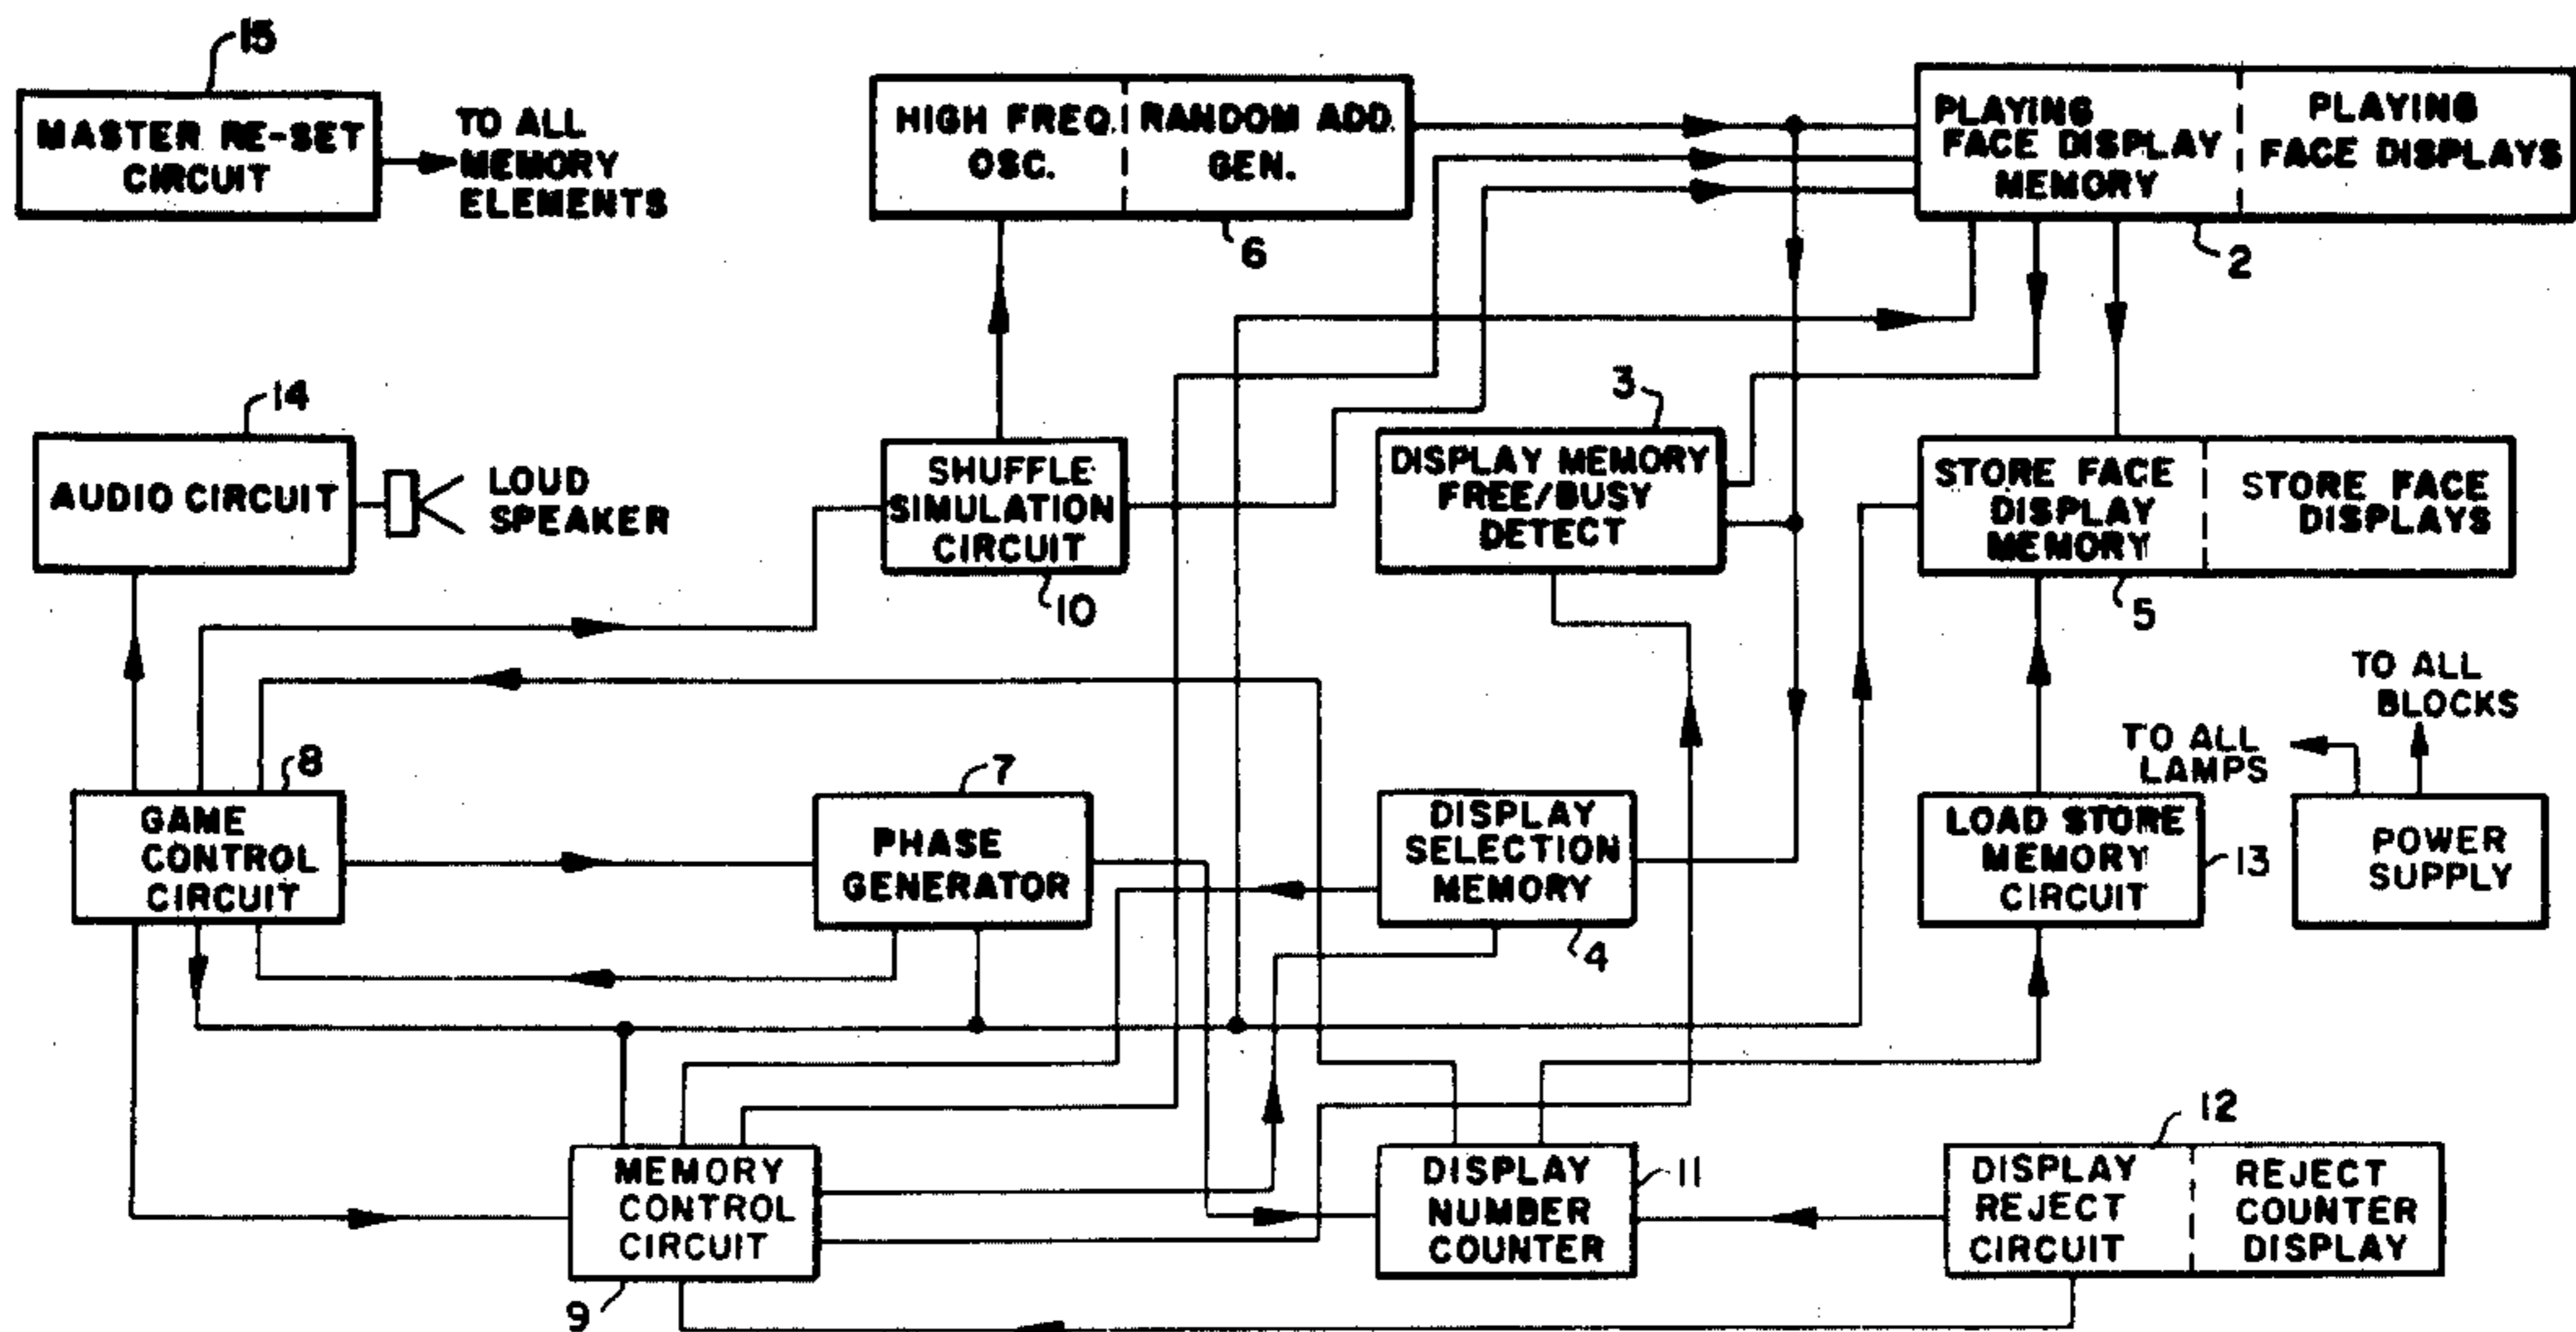 15
MASTER RE-SET
CIRCUIT
TO ALL
MEMORY
ELEMENTS
HIGH FREQ.
OSC.
RANDOM ADD.
GEN.
6
PLAYING
FACE DISPLAY
MEMORY
PLAYING
FACE DISPLAYS
2
14
AUDIO CIRCUIT
LOUD
SPEAKER
SHUFFLE
SIMULATION
CIRCUIT
10
3
DISPLAY MEMORY
FREE/BUSY
DETECT
STORE FACE
DISPLAY
MEMORY
STORE FACE
DISPLAYS
5
8
GAME
CONTROL
CIRCUIT
7
PHASE
GENERATOR
DISPLAY
SELECTION
MEMORY
4
LOAD STORE
MEMORY
CIRCUIT
13
TO ALL
LAMPS
TO ALL
BLOCKS
POWER
SUPPLY
MEMORY
CONTROL
CIRCUIT
9
DISPLAY
NUMBER
COUNTER
11
12
DISPLAY
REJECT
CIRCUIT
REJECT
COUNTER
DISPLAY